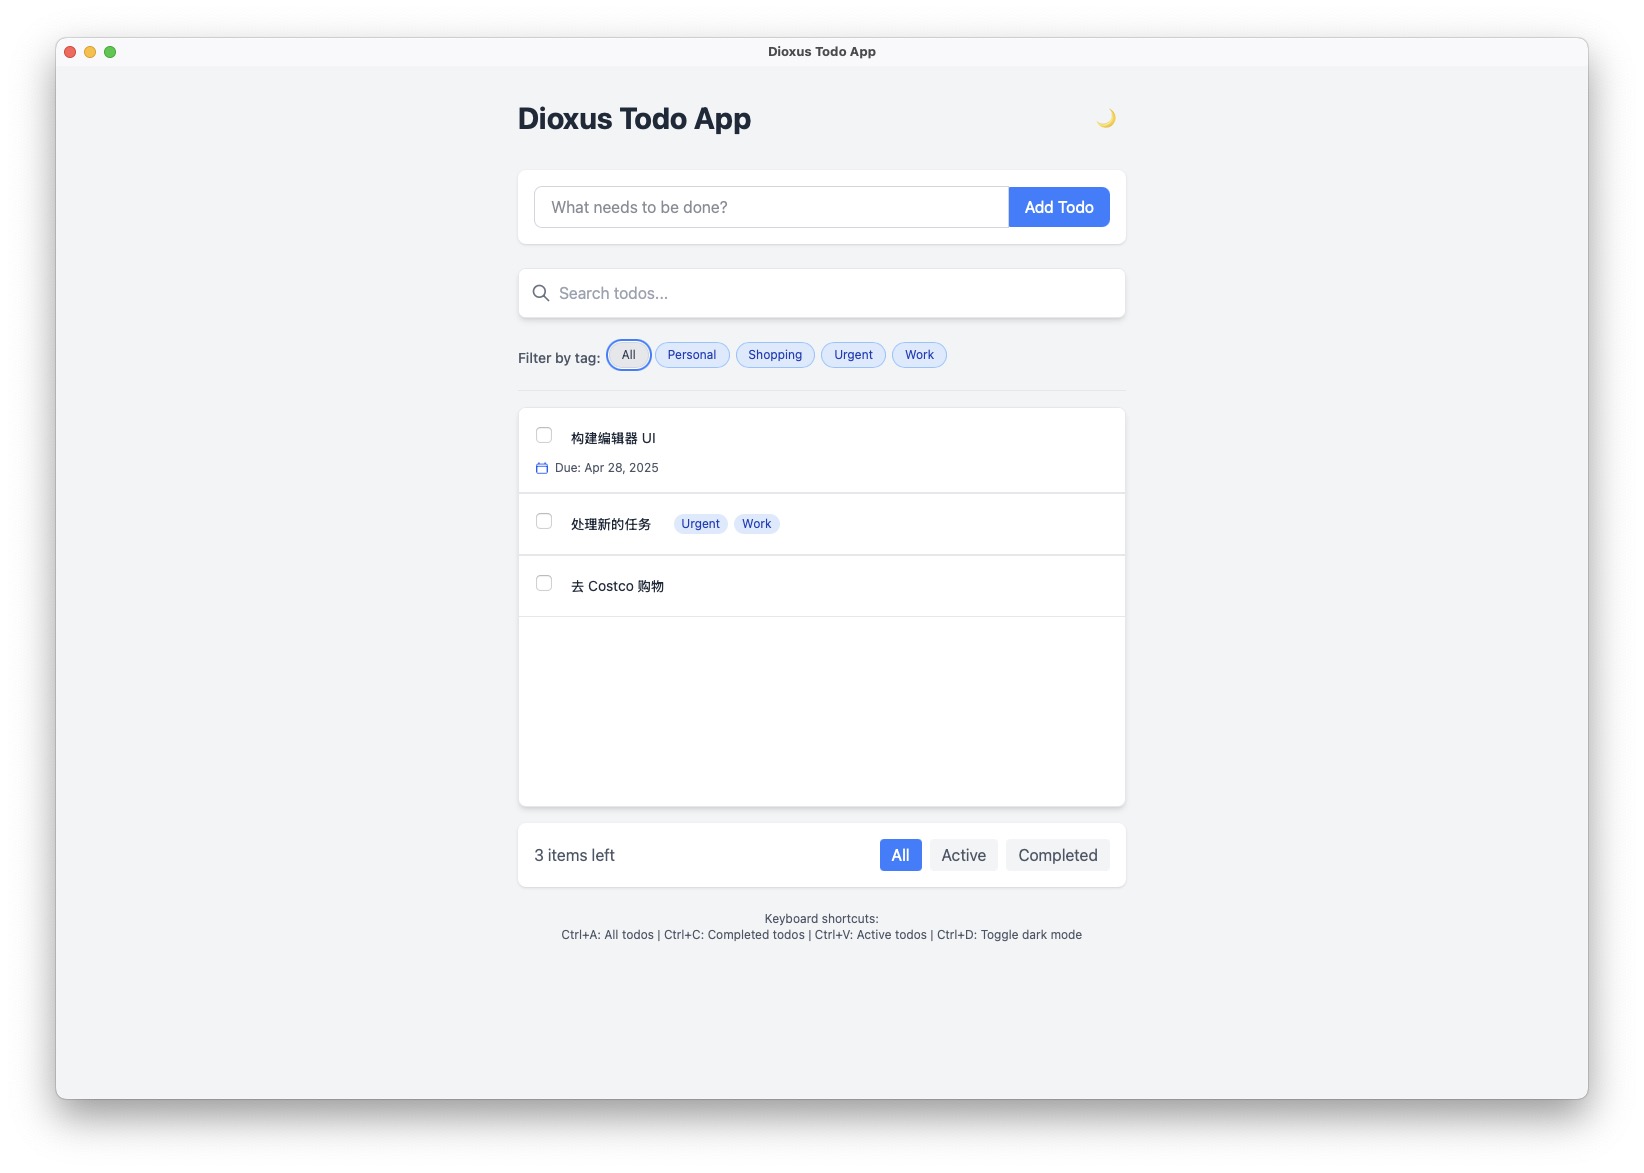 Dioxus Todo App
Dioxus Todo App
What needs to be done?
Add Todo
Search todos...
Filter by tag: All Personal Shopping Urgent Work
构建编辑器 UI
Due: Apr 28, 2025
处理新的任务 Urgent Work
去 Costco 购物
3 items left
All Active Completed
Keyboard shortcuts:
Ctrl+A: All todos | Ctrl+C: Completed todos | Ctrl+V: Active todos | Ctrl+D: Toggle dark mode